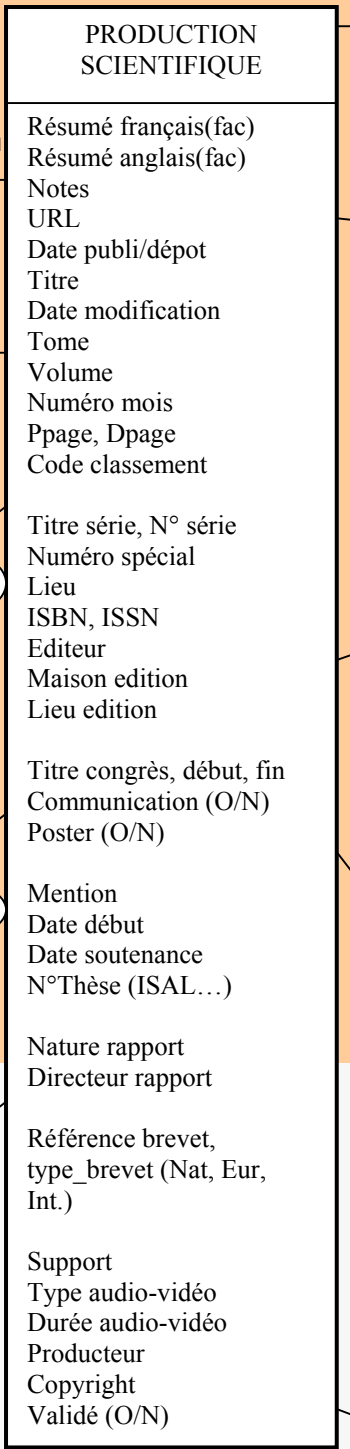 PRODUCTION
SCIENTIFIQUE
Résumé français(fac)
Résumé anglais(fac)
Notes
URL
Date publi/dépot
Titre
Date modification
Tome
Volume
Numéro mois
Ppage, Dpage
Code classement
Titre série, N° série
Numéro spécial
Lieu
ISBN, ISSN
Editeur
Maison edition
Lieu edition
Titre congrès, début, fin
Communication (O/N)
Poster (O/N)
Mention
Date début
Date soutenance
N°Thèse (ISAL…)
Nature rapport
Directeur rapport
Référence brevet,
type_brevet (Nat, Eur,
Int.)
Support
Type audio-vidéo
Durée audio-vidéo
Producteur
Copyright
Validé (O/N)